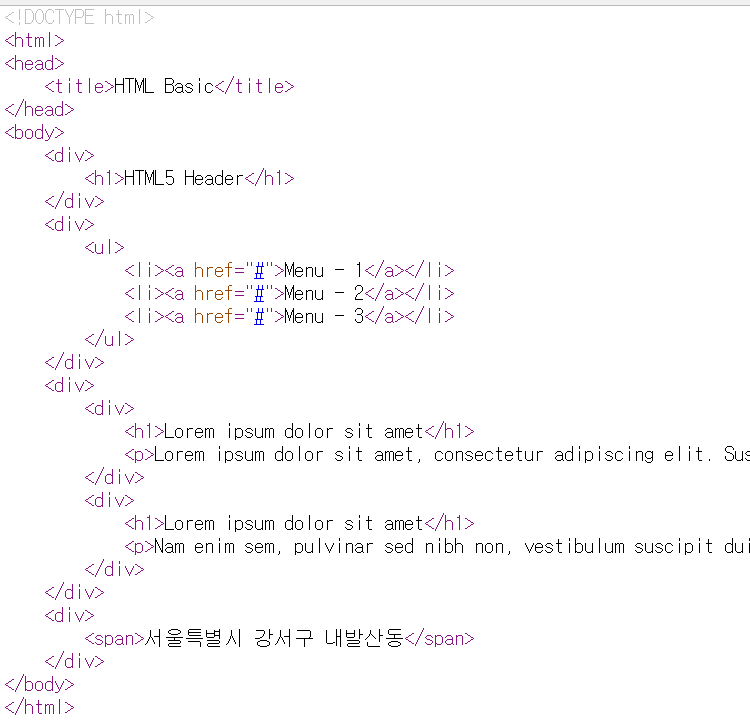 <!DOCTYPE html>
<html>
<head>
    <title>HTML Basic</title>
</head>
<body>
    <div>
        <h1>HTML5 Header</h1>
    </div>
    <div>
        <ul>
            <li><a href="#">Menu - 1</a></li>
            <li><a href="#">Menu - 2</a></li>
            <li><a href="#">Menu - 3</a></li>
        </ul>
    </div>
    <div>
        <div>
            <h1>Lorem ipsum dolor sit amet</h1>
            <p>Lorem ipsum dolor sit amet, consectetur adipiscing elit. Sus
        </div>
        <div>
            <h1>Lorem ipsum dolor sit amet</h1>
            <p>Nam enim sem, pulvinar sed nibh non, vestibulum suscipit dui
        </div>
    </div>
    <div>
        <span>서울특별시 강서구 내발산동</span>
    </div>
</body>
</html>